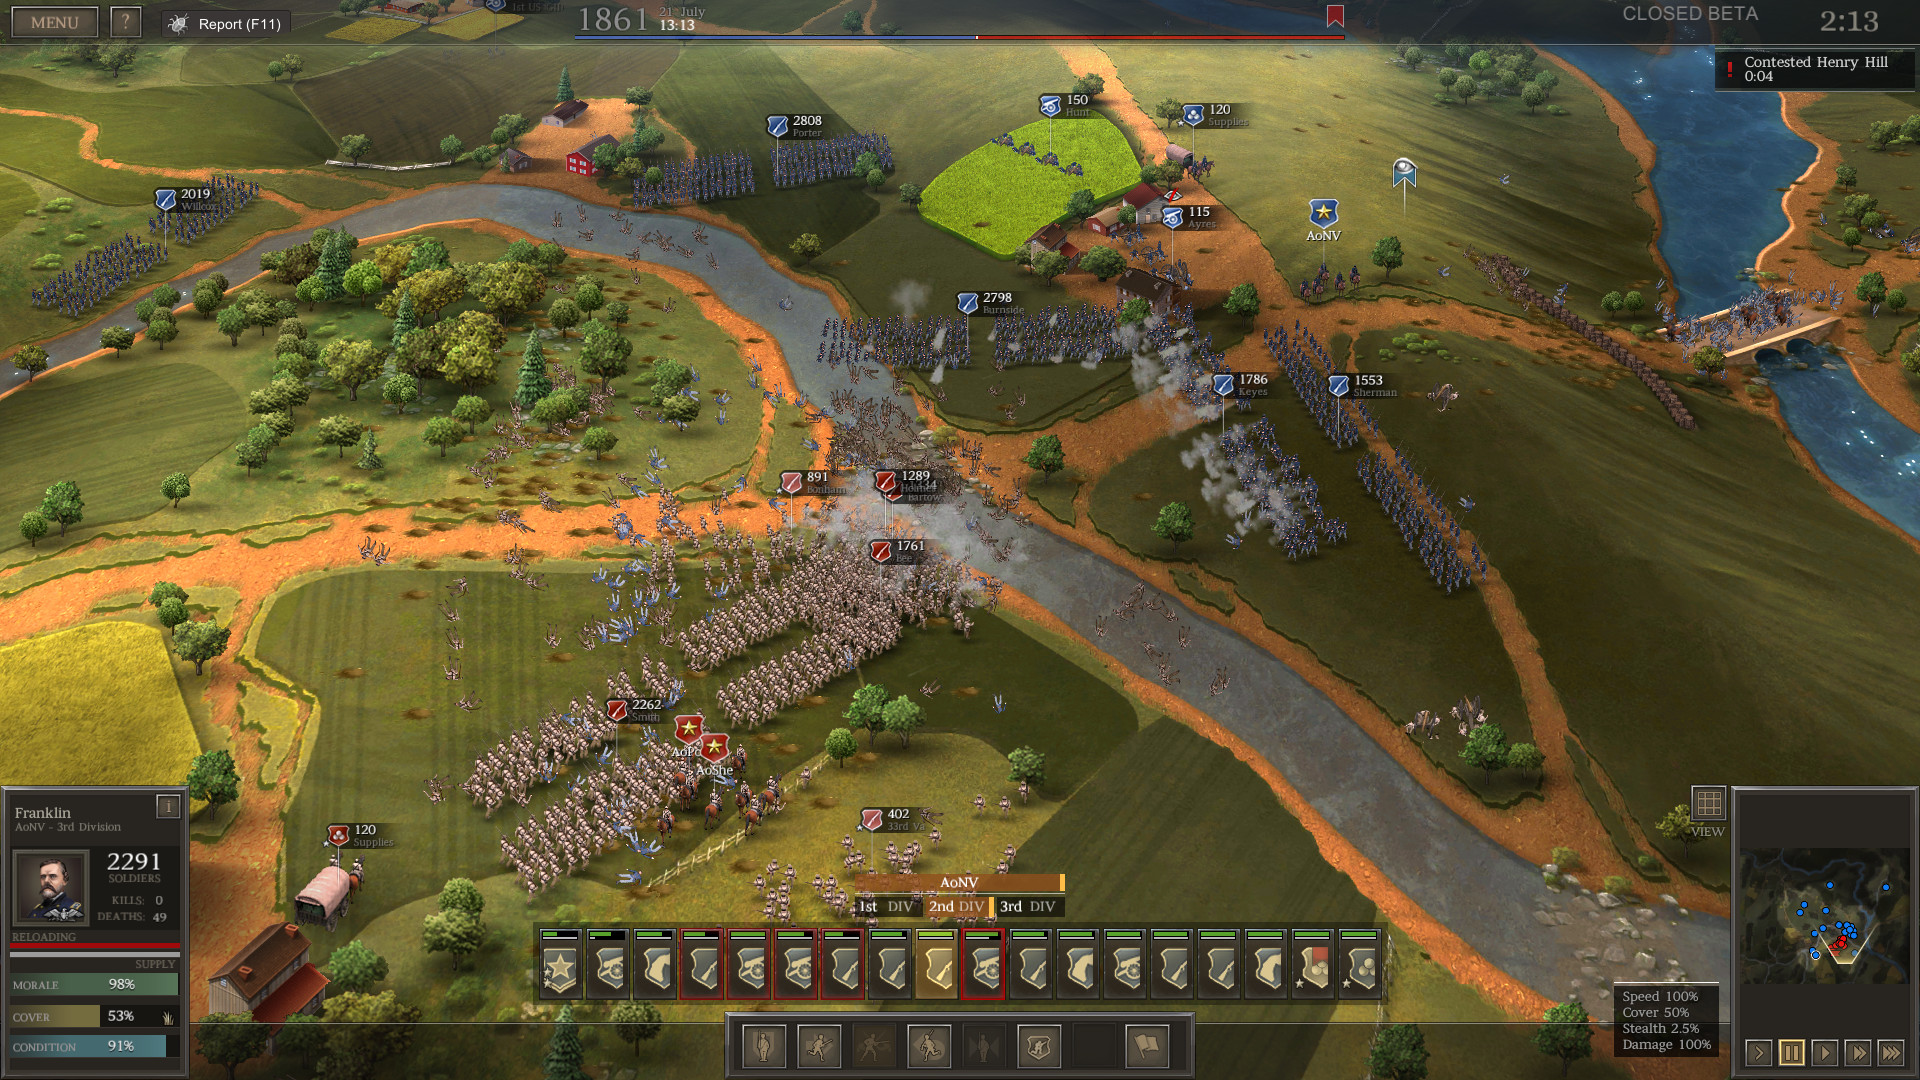 MENU
?
Report (F11)
1861
21 July
13:13
CLOSED BETA
2:13
Contested Henry Hill
0:04
150
Hunt
120
Supplies
2808
Porter
2019
Willcox
115
Ayres
AoNV
2798
Burnside
1786
Keyes
1553
Sherman
891
Bonham
1289
Bartow
1761
Bee
2262
Smith
AoPo
AoShe
402
33rd Va
120
Supplies
Franklin
AoNV - 3rd Division
i
2291
SOLDIERS
KILLS: 0
DEATHS: 49
RELOADING
SUPPLY
MORALE 98%
COVER 53%
CONDITION 91%
AoNV
1st DIV 2nd DIV 3rd DIV
VIEW
Speed 100%
Cover 50%
Stealth 2.5%
Damage 100%